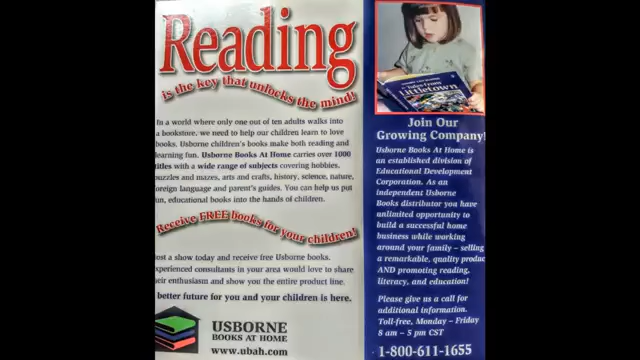 Reading
is the key that unlocks the mind!
In a world where only one out of ten adults walks into
a bookstore, we need to help our children learn to love
books. Usborne children's books make both reading and
learning fun. Usborne Books At Home carries over 1000
titles with a wide range of subjects covering hobbies,
puzzles and mazes, arts and crafts, history, science, nature,
foreign language and parent's guides. You can help us put
fun, educational books into the hands of children.
Receive FREE books for your children!
Host a show today and receive free Usborne books.
Experienced consultants in your area would love to share
their enthusiasm and show you the entire product line.
better future for you and your children is here.
USBORNE
BOOKS AT HOME
www.ubah.com
Littletown
Join Our
Growing Company!
Usborne Books At Home is
an established division of
Educational Development
Corporation. As an
independent Usborne
Books distributor you have
unlimited opportunity to
build a successful home
business while working
around your family – selling
a remarkable, quality produc
AND promoting reading,
literacy, and education!
Please give us a call for
additional information.
Toll-free, Monday – Friday
8 am – 5 pm CST
1-800-611-1655